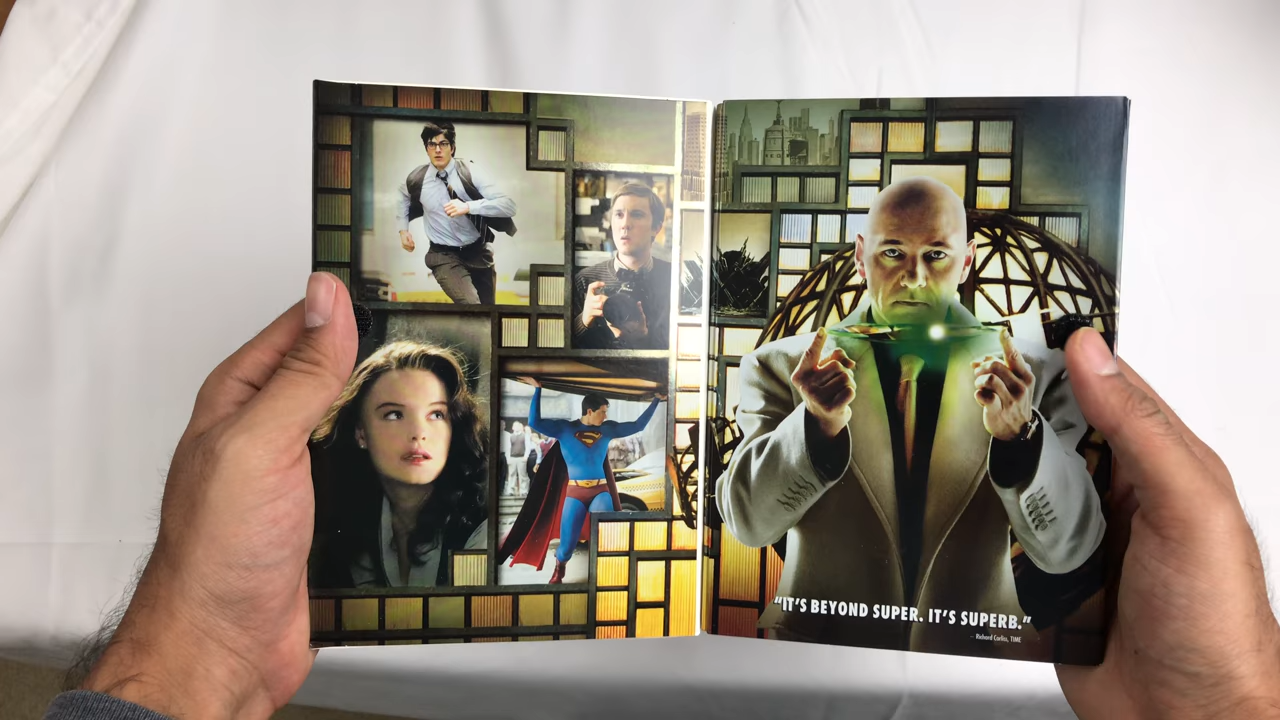 “IT’S BEYOND SUPER. IT’S SUPERB.”
– Richard Corliss, TIME